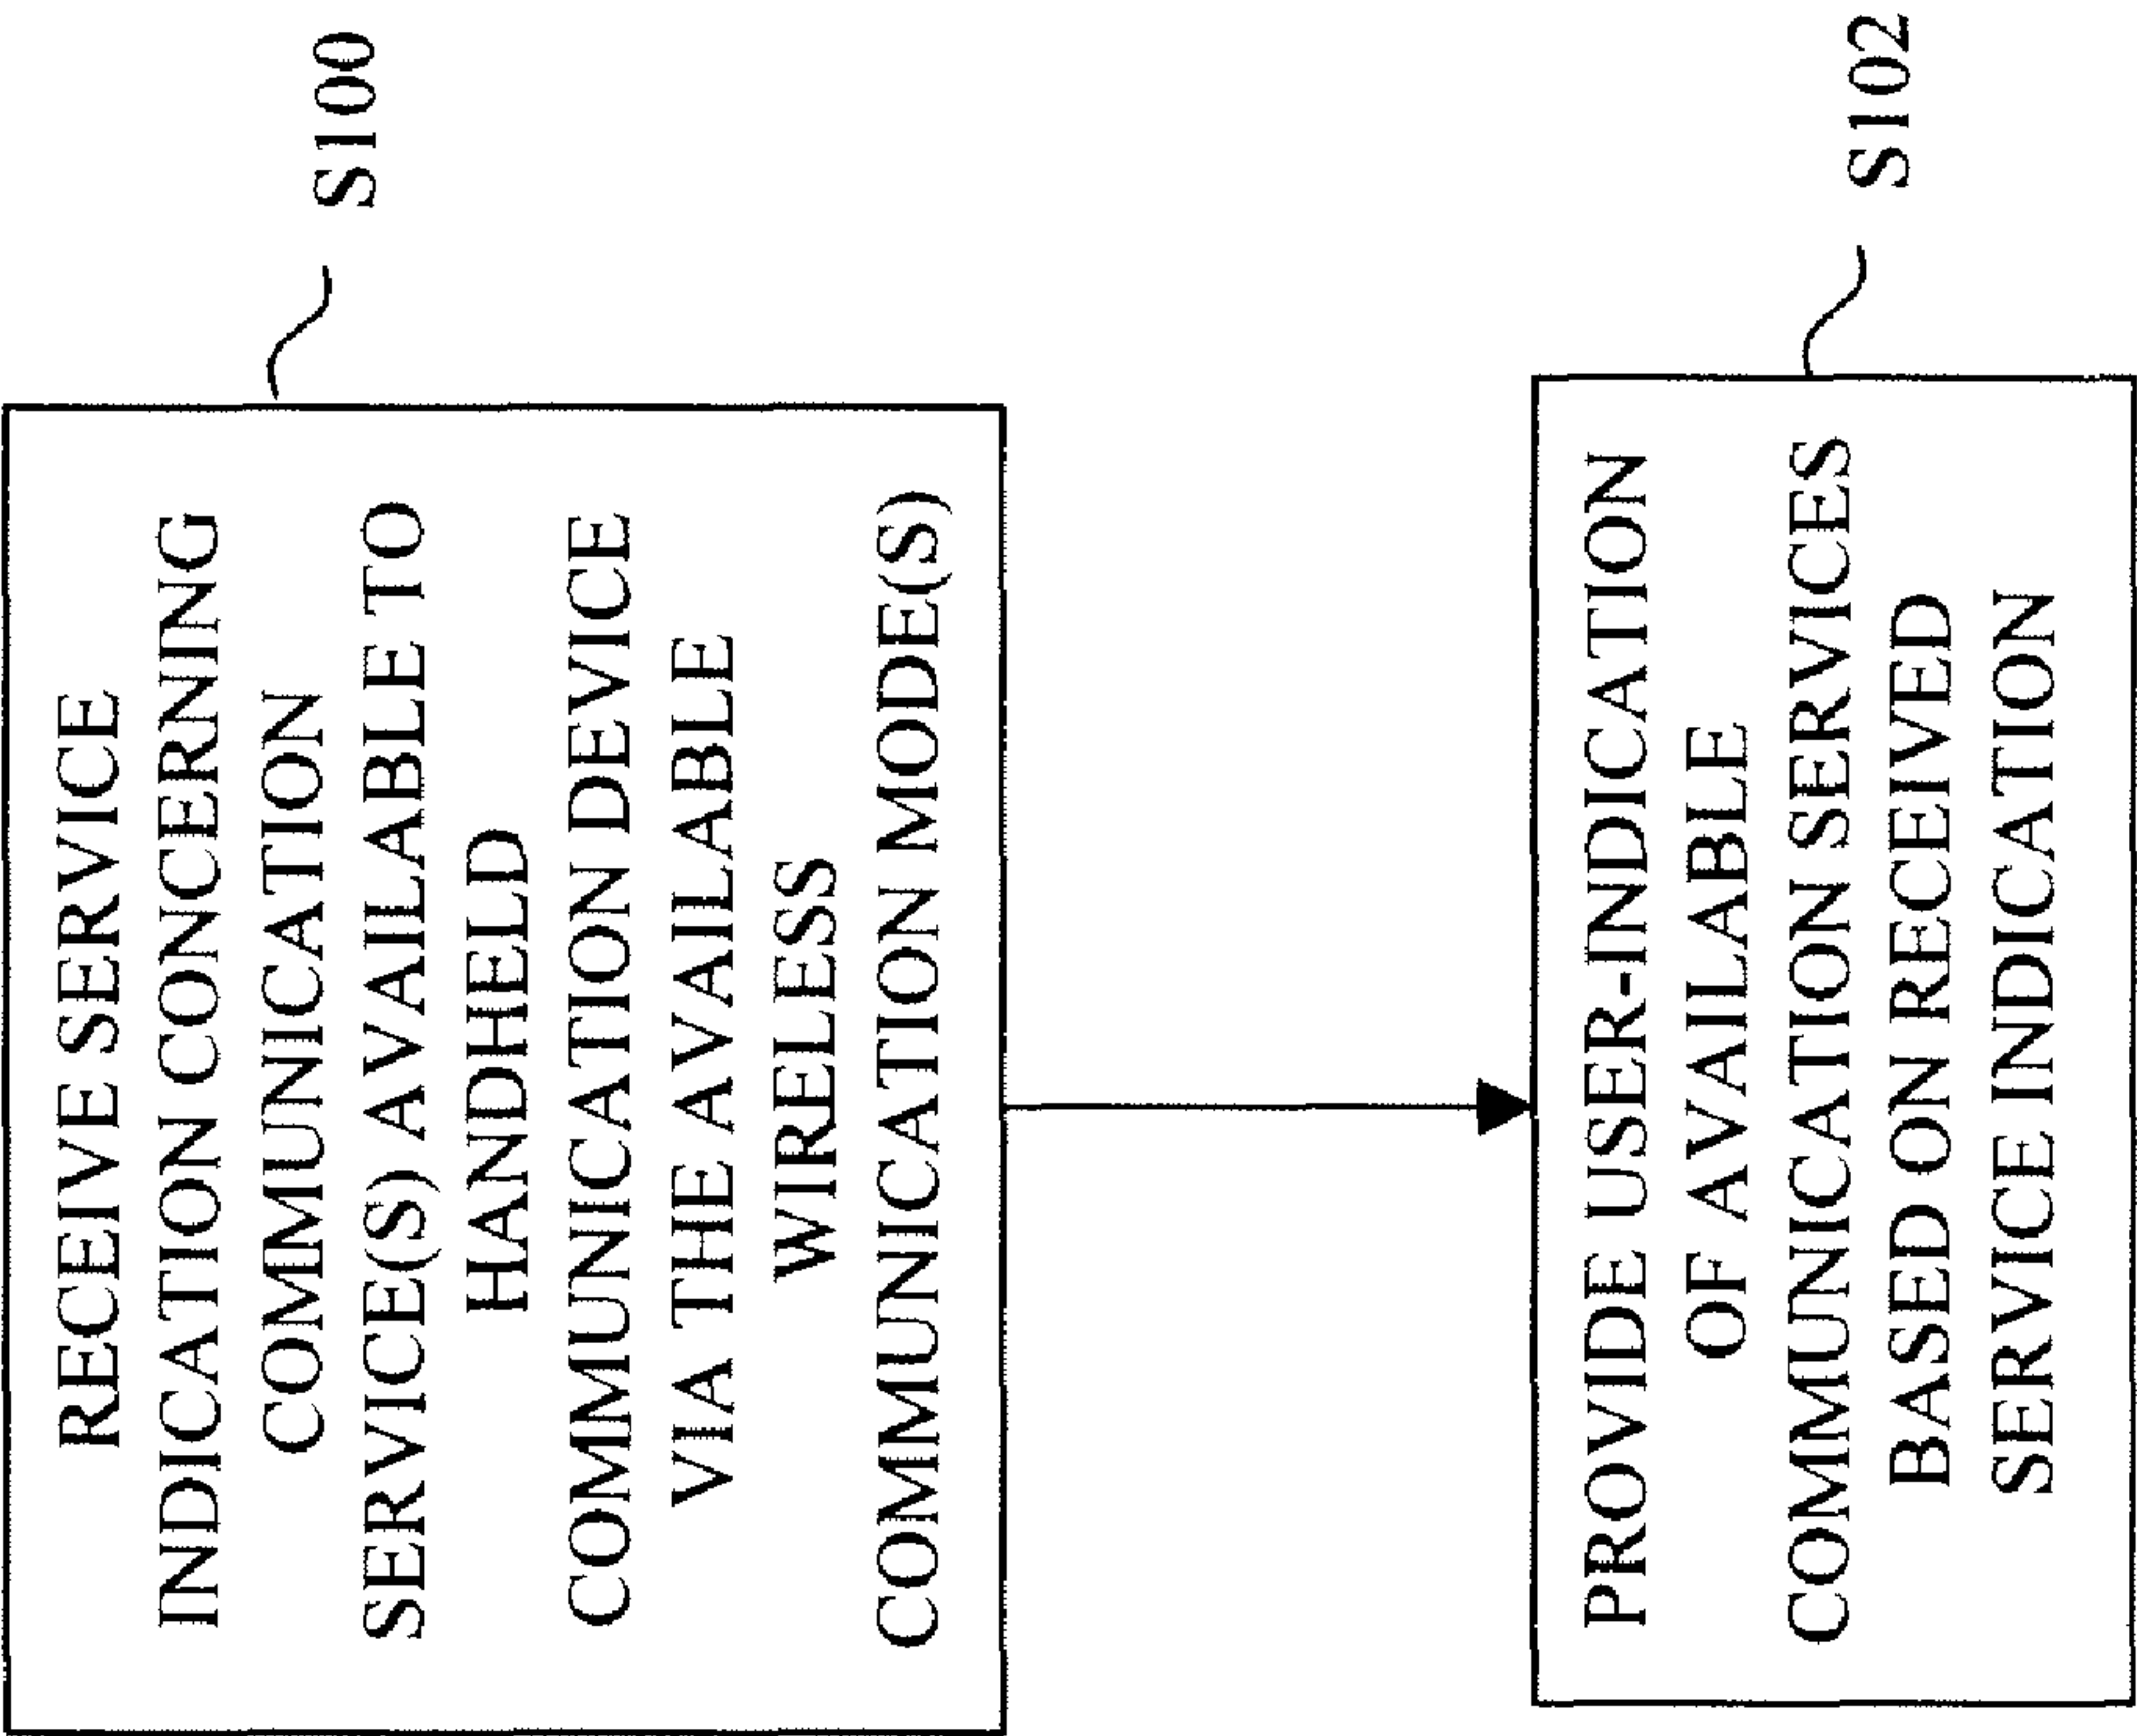 RECEIVE SERVICE
INDICATION CONCERNING
COMMUNICATION
SERVICE(S) AVAILABLE TO
HANDHELD
COMMUNICATION DEVICE
VIA THE AVAILABLE
WIRELESS
COMMUNICATION MODE(S)
S100
PROVIDE USER-INDICATION
OF AVAILABLE
COMMUNICATION SERVICES
BASED ON RECEIVED
SERVICE INDICATION
S102